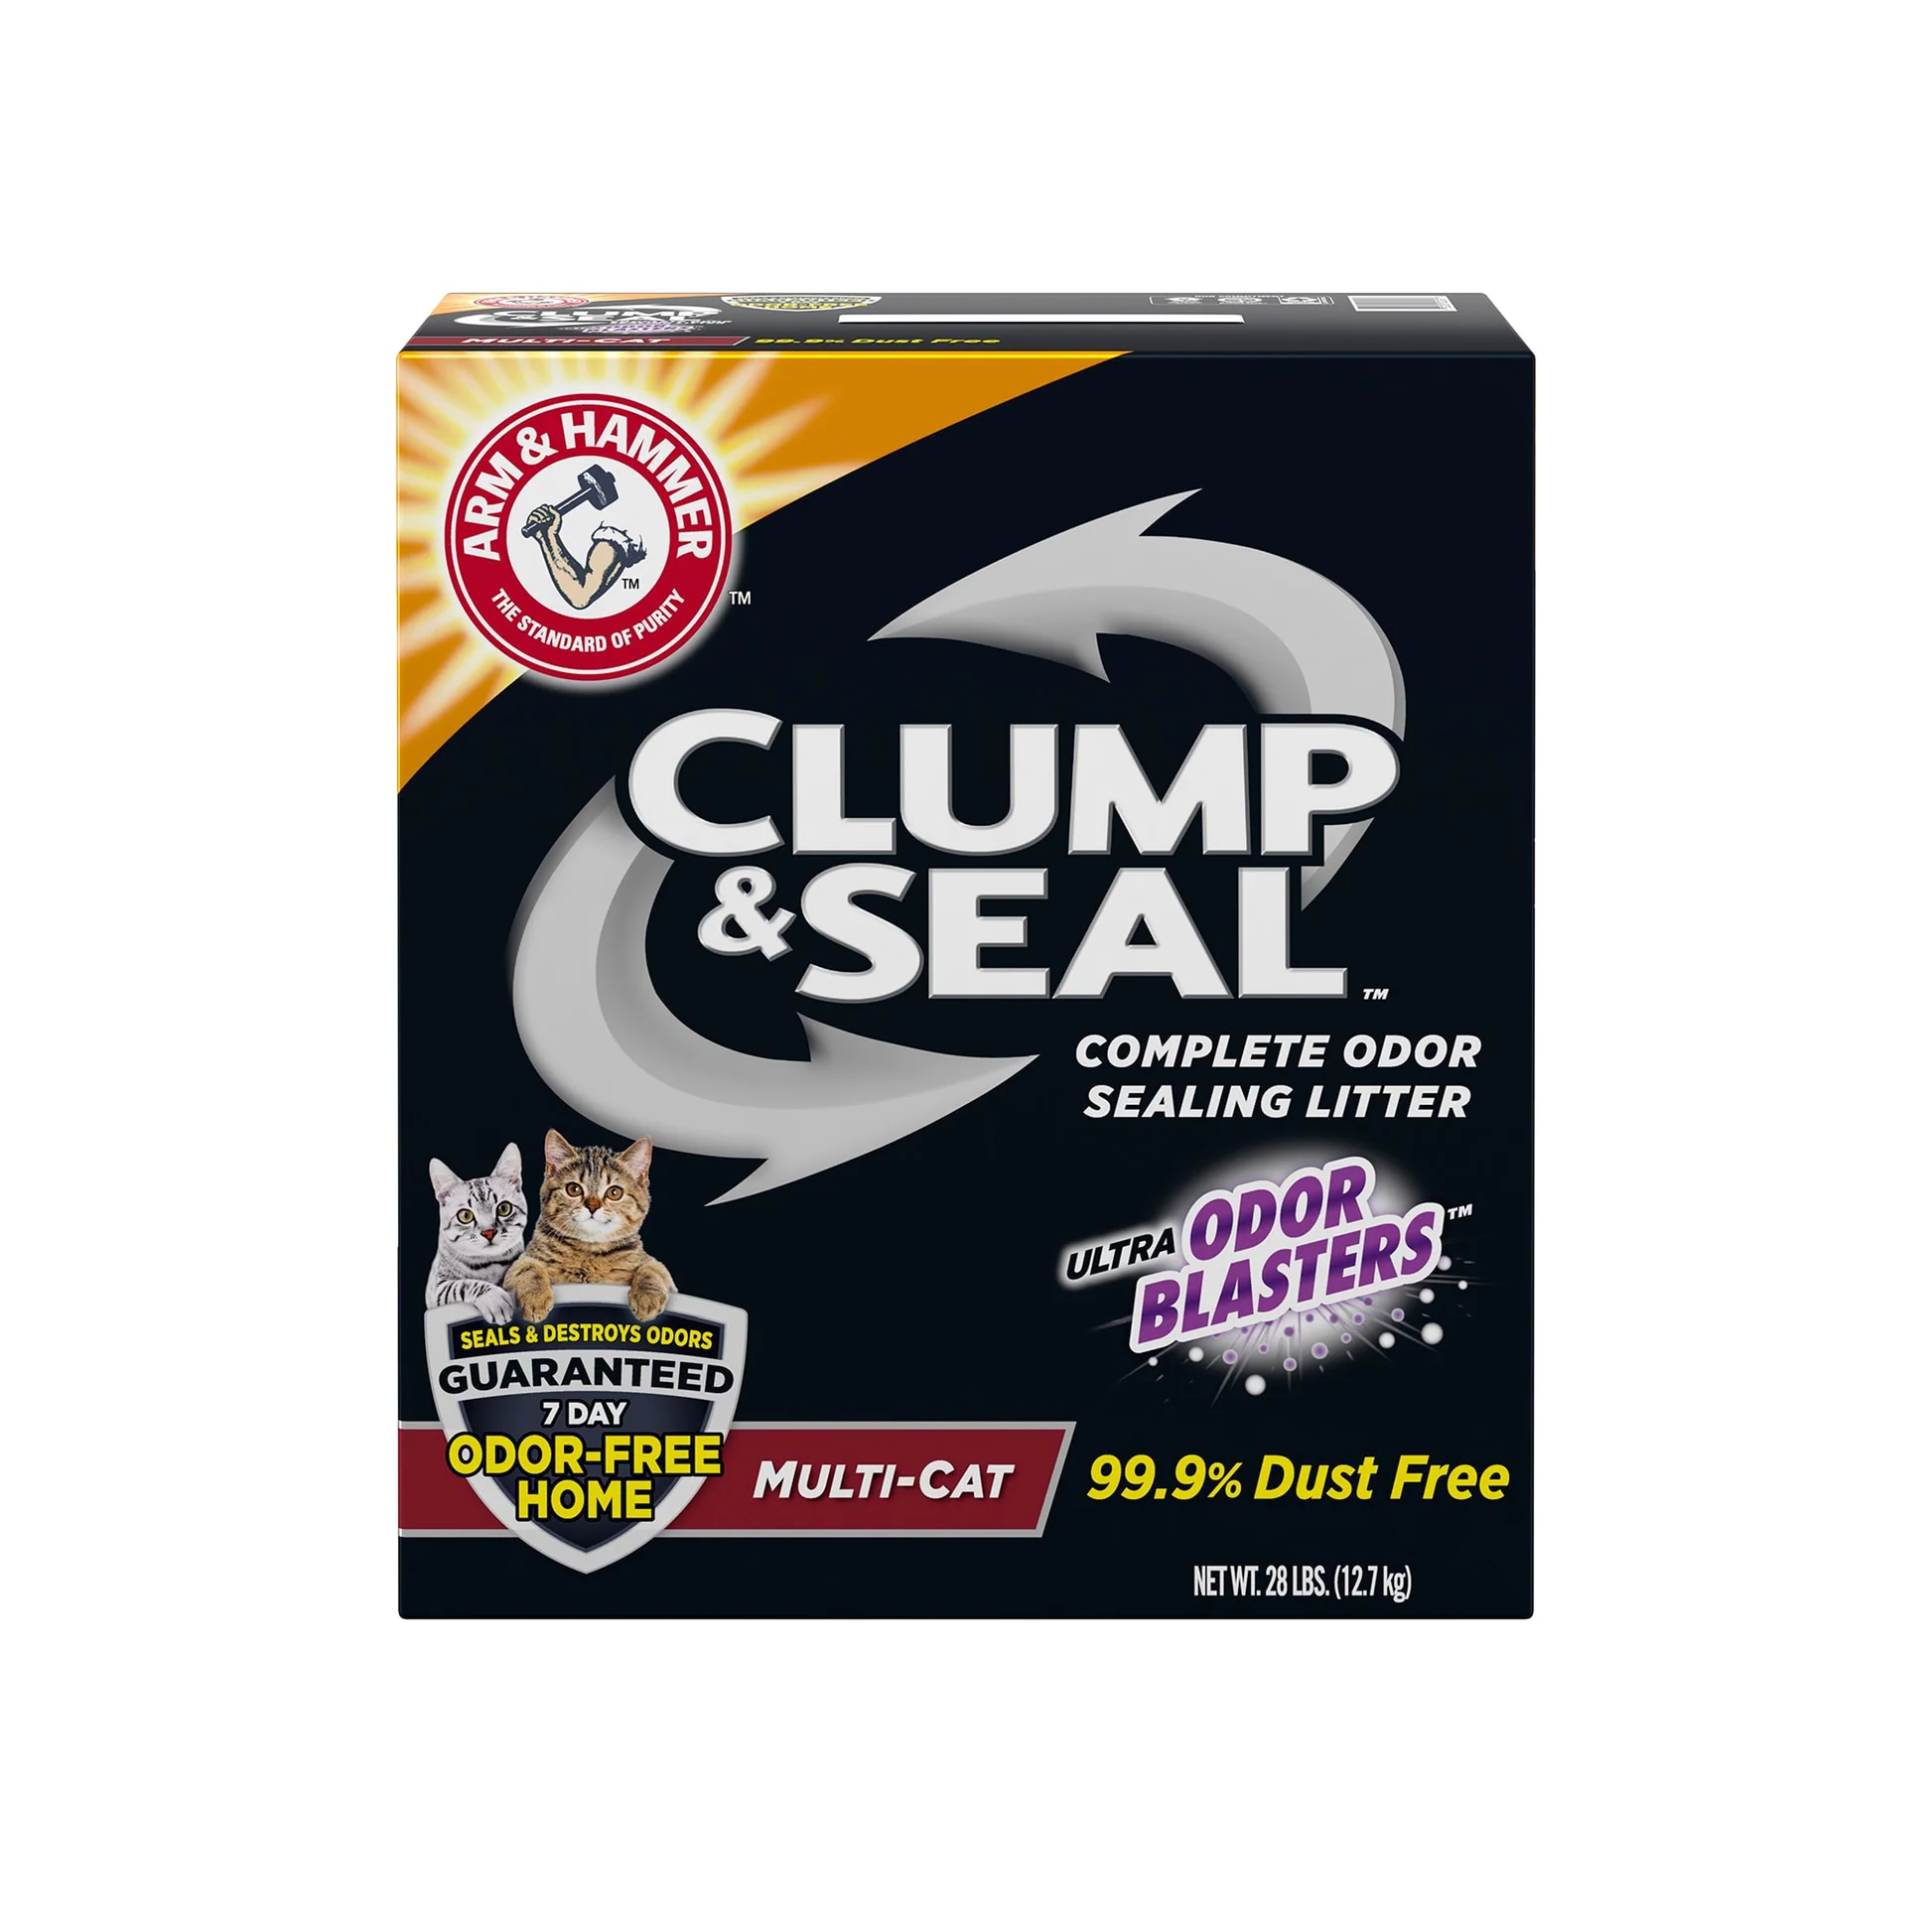 CLUMP
& SEAL
MULTI-CAT
99.9% Dust Free
ARM & HAMMER
TM
THE STANDARD OF PURITY
TM
CLUMP
& SEAL TM
COMPLETE ODOR
SEALING LITTER
ULTRA ODOR
BLASTERS TM
SEALS & DESTROYS ODORS
GUARANTEED
7 DAY
ODOR-FREE
HOME
MULTI-CAT
99.9% Dust Free
NET WT. 28 LBS. (12.7 kg)